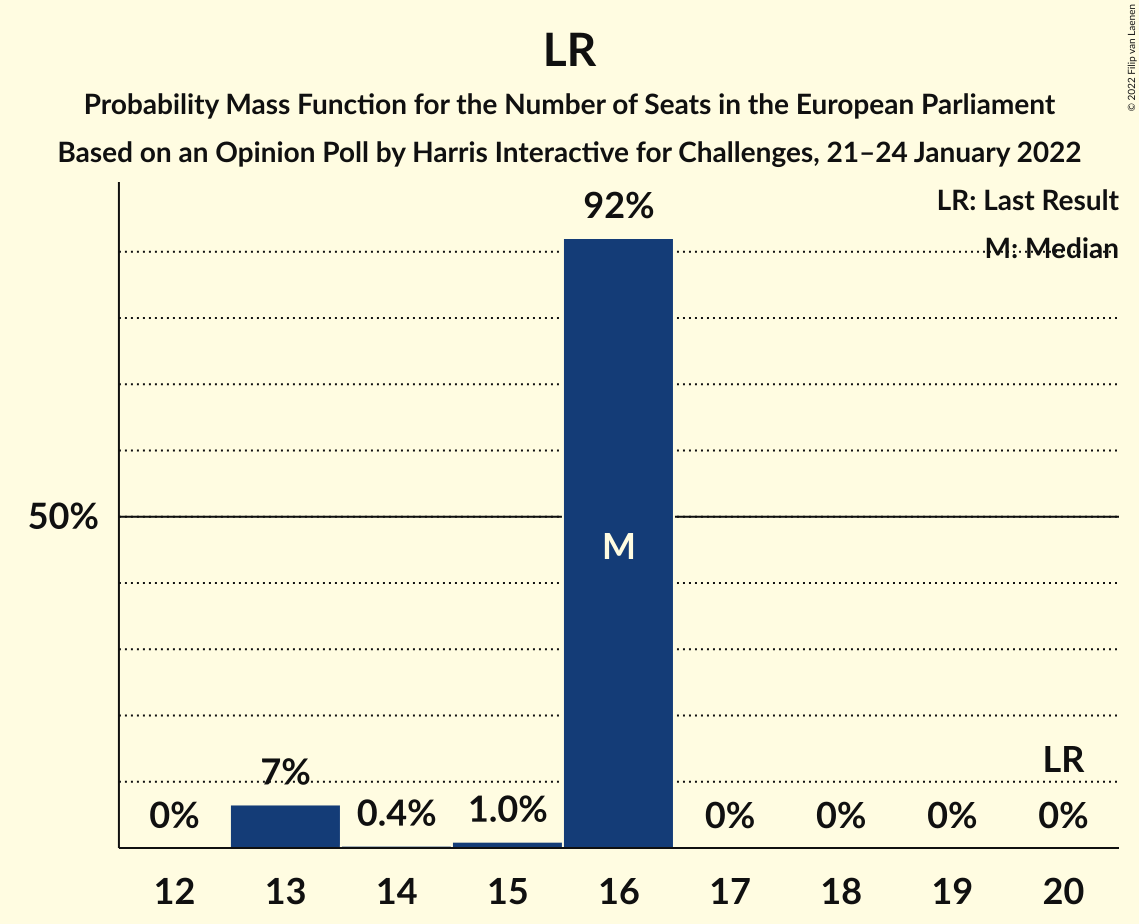 LR
Probability Mass Function for the Number of Seats in the European Parliament
Based on an Opinion Poll by Harris Interactive for Challenges, 21–24 January 2022
© 2022 Filip van Laenen
LR: Last Result
M: Median
92%
50%
M
7%
LR
0%
0.4%
1.0%
0%
0%
0%
0%
12
13
14
15
16
17
18
19
20